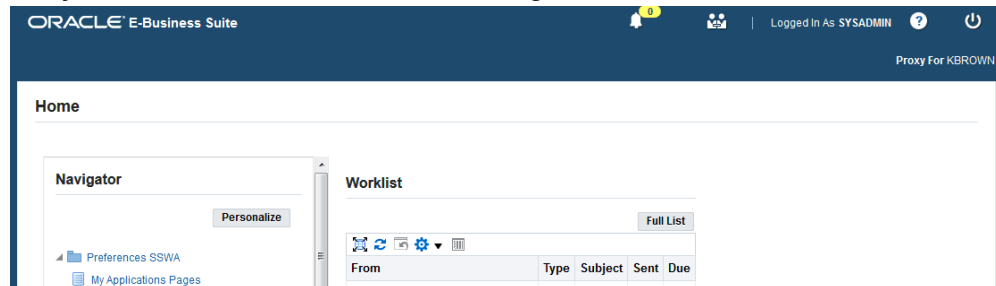 ORACLE E-Business Suite
0
Logged In As SYSADMIN ?
Proxy For KBROWN
Home
Navigator
Worklist
Personalize
Full List
Preferences SSWA
From Type Subject Sent Due
My Applications Pages